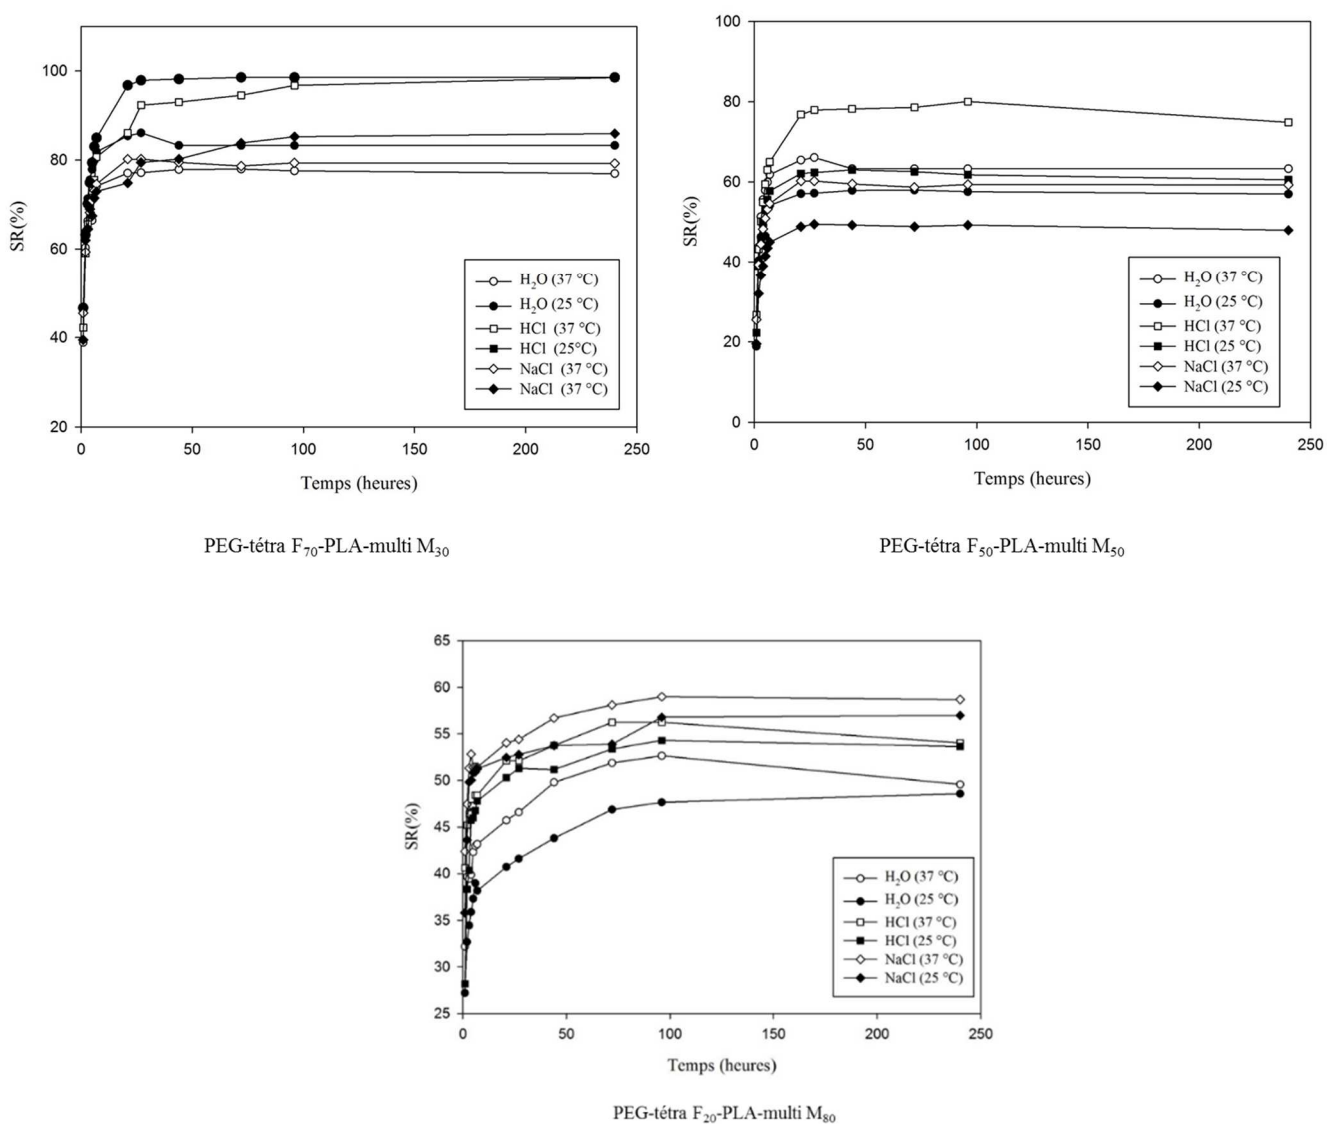 100
80
60
40
20
SR(%)
0
50
100
150
200
250
Temps (heures)
H₂O (37 °C)
H₂O (25 °C)
HCl (37 °C)
HCl (25°C)
NaCl (37 °C)
NaCl (37 °C)
PEG-tétra F₇₀-PLA-multi M₃₀
100
80
60
40
20
0
SR(%)
0
50
100
150
200
250
Temps (heures)
H₂O (37 °C)
H₂O (25 °C)
HCl (37 °C)
HCl (25 °C)
NaCl (37 °C)
NaCl (25 °C)
PEG-tétra F₅₀-PLA-multi M₅₀
65
60
55
50
45
40
35
30
25
SR(%)
0
50
100
150
200
250
Temps (heures)
H₂O (37 °C)
H₂O (25 °C)
HCl (37 °C)
HCl (25 °C)
NaCl (37 °C)
NaCl (25 °C)
PEG-tétra F₂₀-PLA-multi M₈₀